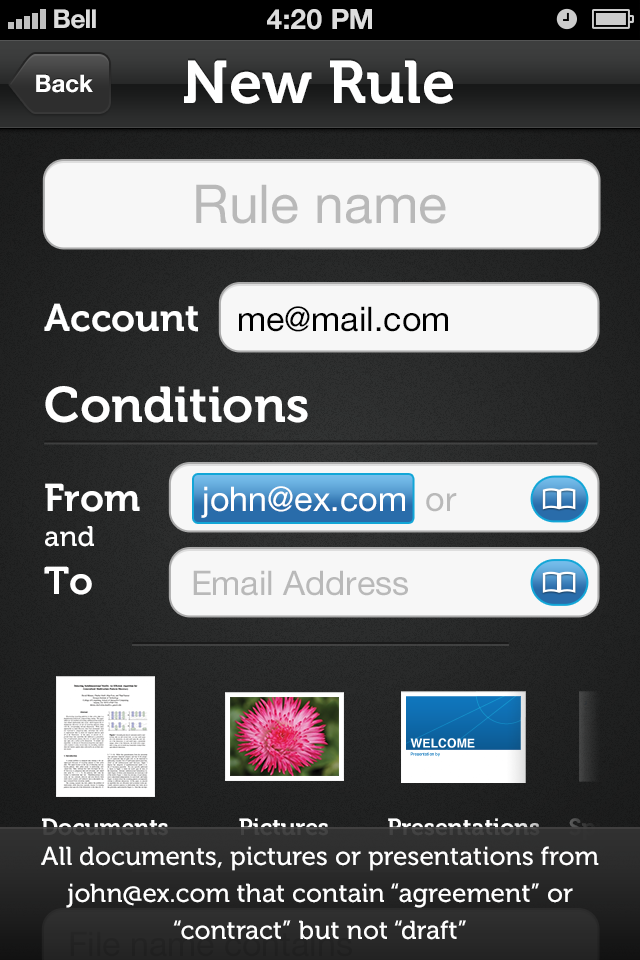 Bell 4:20 PM
Back New Rule
Rule name
Account me@mail.com
Conditions
From john@ex.com or
and
To Email Address
WELCOME
Presentation by
Documents Pictures Presentations
All documents, pictures or presentations from
john@ex.com that contain “agreement” or
“contract” but not “draft”
File name contains